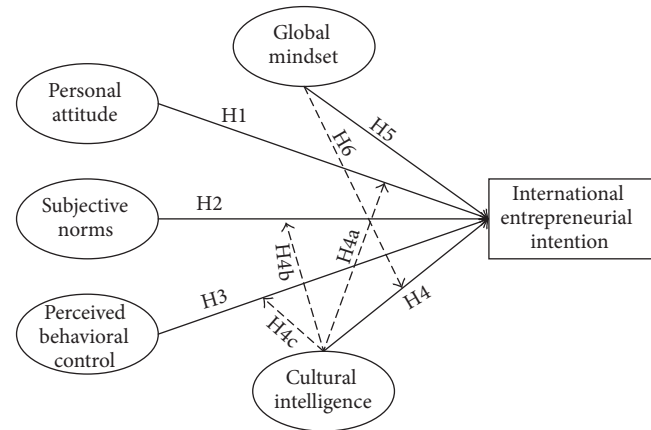 Global
mindset
Personal
attitude
H1
H5
H6
Subjective
norms
H2
International
entrepreneurial
intention
H4a
H4b
H3
H4
H4c
Perceived
behavioral
control
Cultural
intelligence